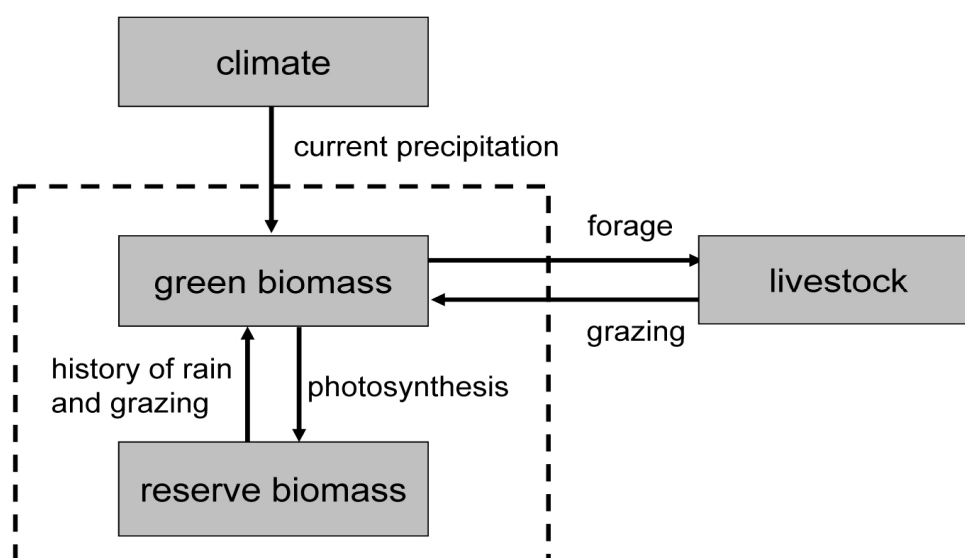 climate
current precipitation
forage
green biomass
livestock
grazing
history of rain
and grazing
photosynthesis
reserve biomass